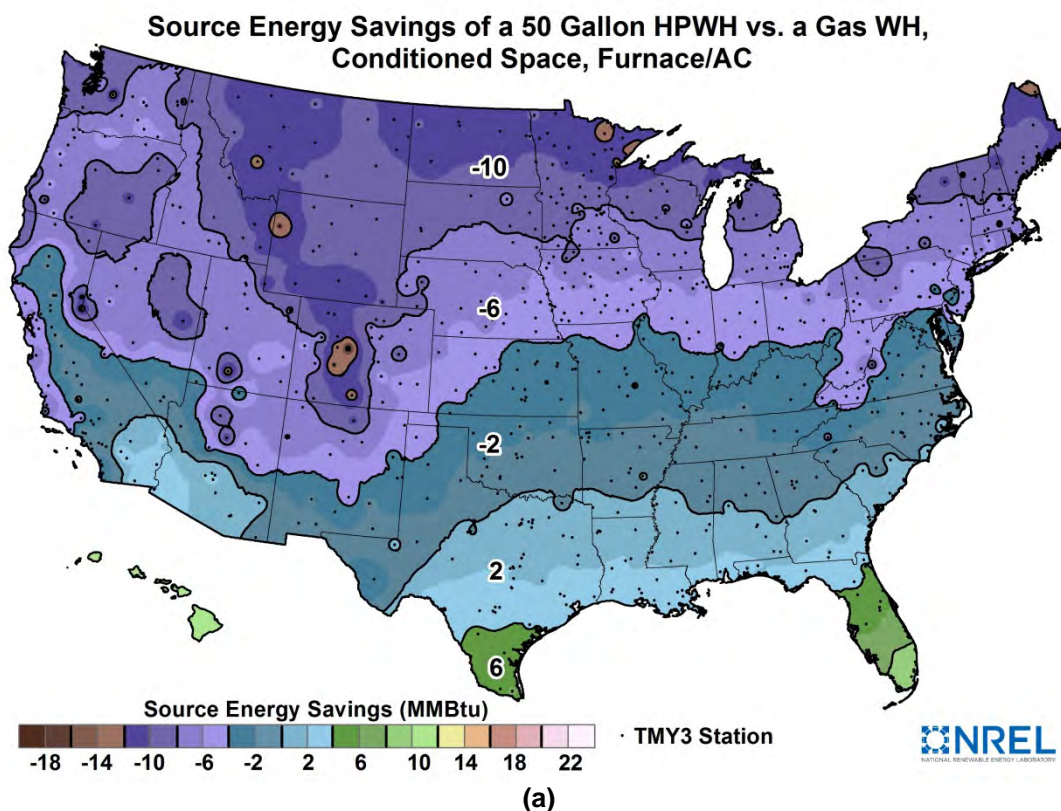 Source Energy Savings of a 50 Gallon HPWH vs. a Gas WH,
Conditioned Space, Furnace/AC
-10
-6
-2
2
6
Source Energy Savings (MMBtu)
-18 -14 -10 -6 -2 2 6 10 14 18 22
· TMY3 Station
NREL
NATIONAL RENEWABLE ENERGY LABORATORY
(a)